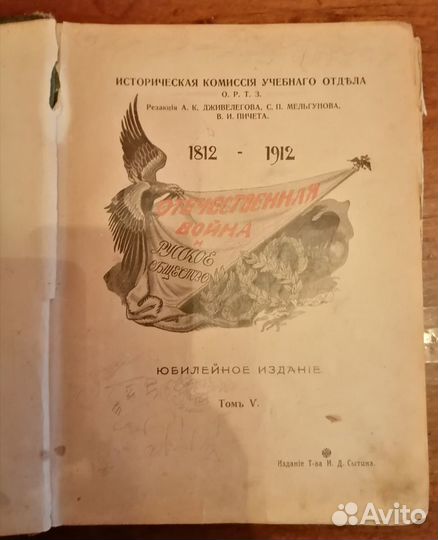 ИСТОРИЧЕСКАЯ КОМИССІЯ УЧЕБНАГО ОТДѢЛА
О. Р. Т. З.
Редакція А. К. ДЖИВЕЛЕГОВА, С. П. МЕЛЬГУНОВА,
В. И. ПИЧЕТА.
1812 - 1912
ОТЕЧЕСТВЕННАЯ
ВОЙНА
И
РУССКОЕ
ОБЩЕСТВО
ЮБИЛЕЙНОЕ ИЗДАНІЕ
Томъ V.
Изданіе Т-ва И. Д. Сытина.
Avito